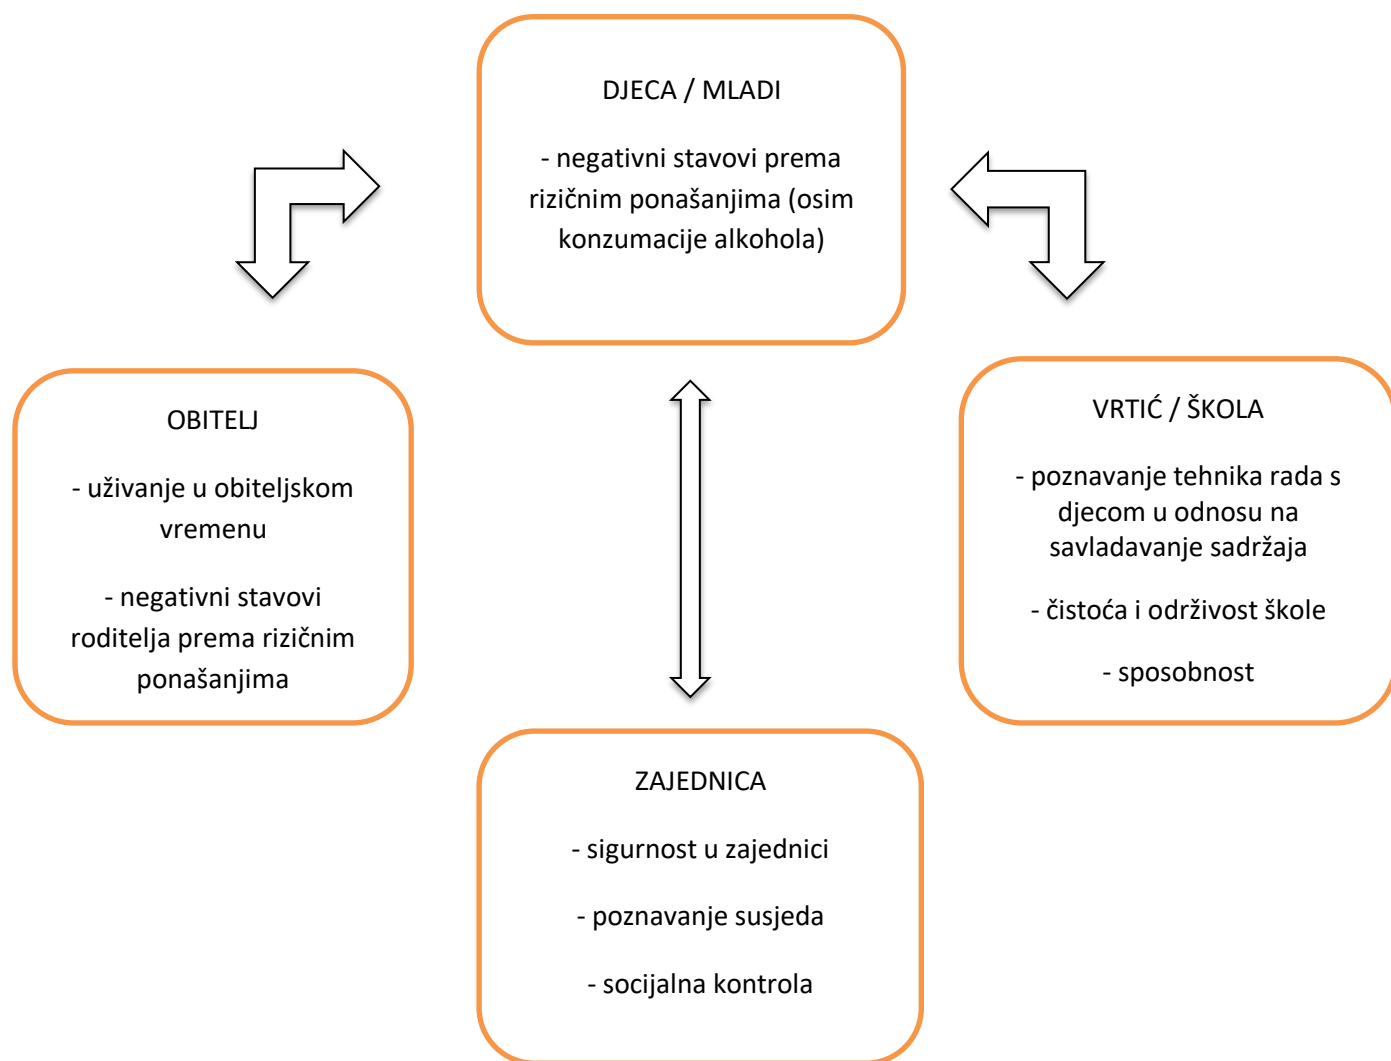 DJECA / MLADI
- negativni stavovi prema
rizičnim ponašanjima (osim
konzumacije alkohola)
OBITELJ
- uživanje u obiteljskom
vremenu
- negativni stavovi
roditelja prema rizičnim
ponašanjima
VRTIĆ / ŠKOLA
- poznavanje tehnika rada s
djecom u odnosu na
savladavanje sadržaja
- čistoća i održivost škole
- sposobnost
ZAJEDNICA
- sigurnost u zajednici
- poznavanje susjeda
- socijalna kontrola